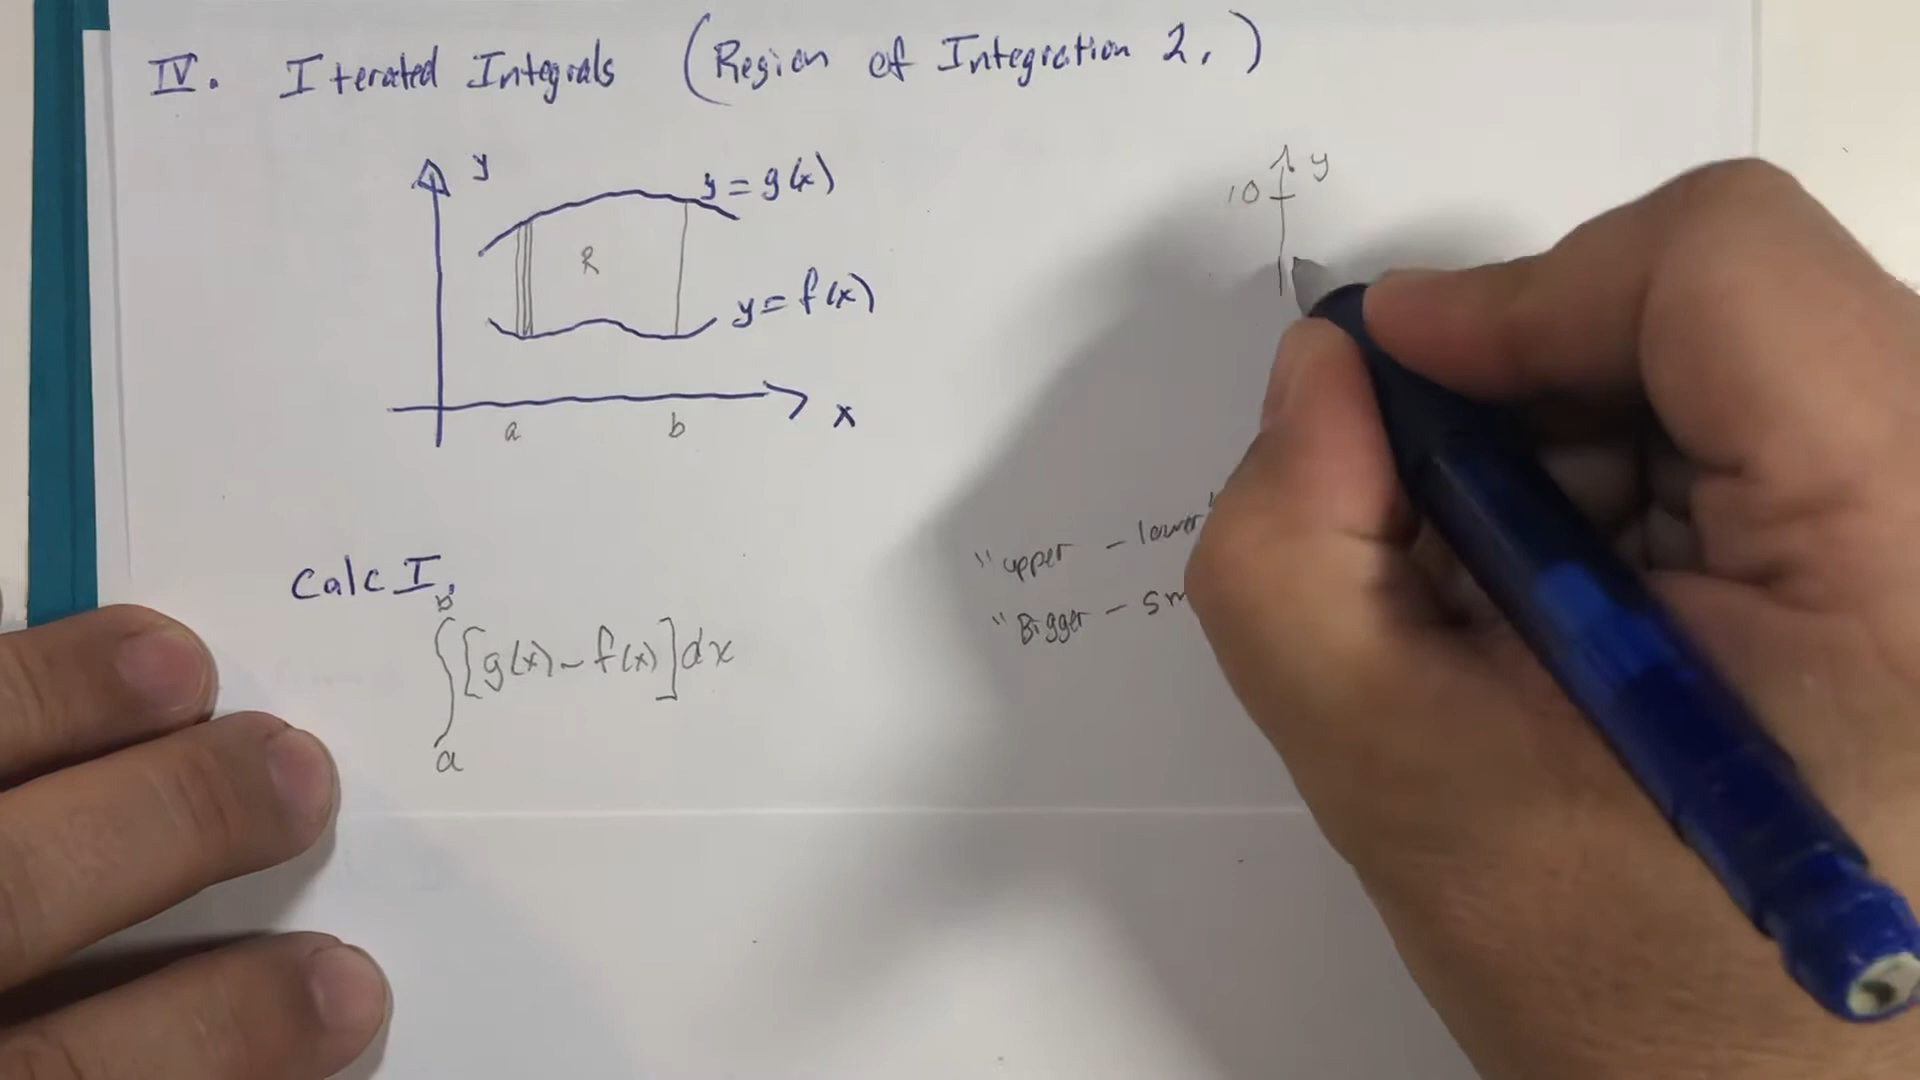 IV. Iterated Integrals (Region of Integration 2.)
y
y = g(x)
R
y = f(x)
a b x
y
10
"upper - lower"
"Bigger - sm
Calc I,
b
∫ [g(x) - f(x)] dx
a